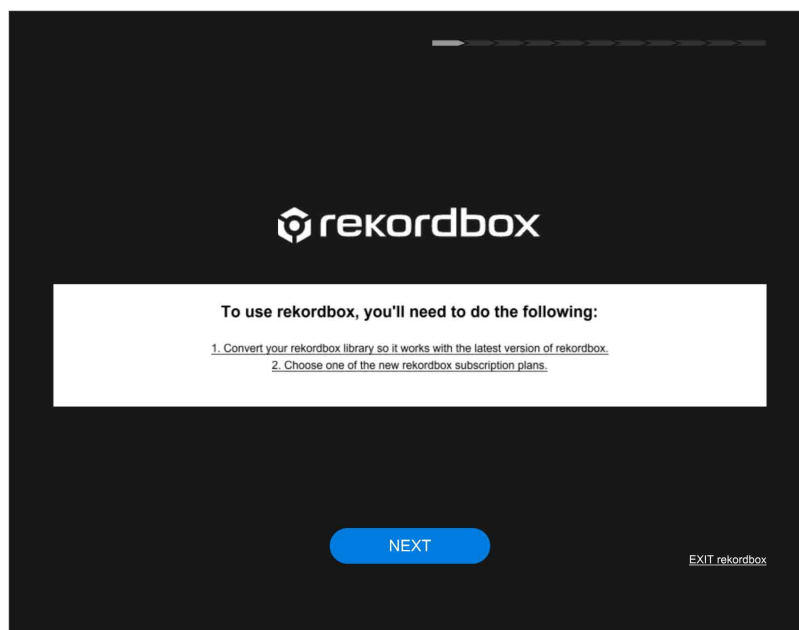 rekordbox
To use rekordbox, you'll need to do the following:
1. Convert your rekordbox library so it works with the latest version of rekordbox.
2. Choose one of the new rekordbox subscription plans.
NEXT
EXIT rekordbox